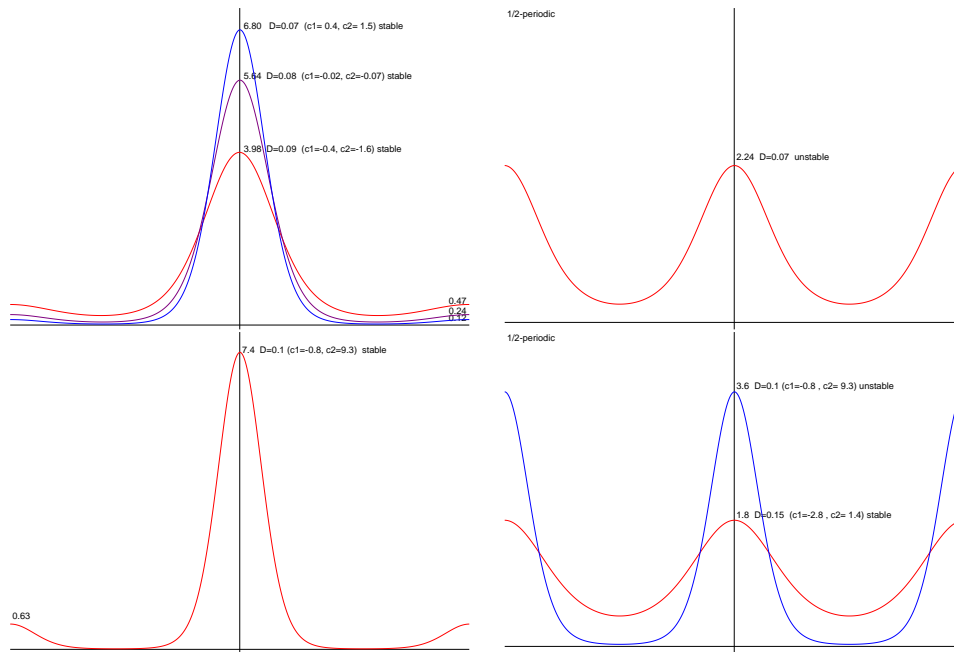 6.80 D=0.07 (c1= 0.4, c2= 1.5) stable
5.64 D=0.08 (c1=-0.02, c2=-0.07) stable
3.98 D=0.09 (c1=-0.4, c2=-1.6) stable
0.47
0.24
0.12
1/2-periodic
2.24 D=0.07 unstable
7.4 D=0.1 (c1=-0.8, c2=9.3) stable
0.63
1/2-periodic
3.6 D=0.1 (c1=-0.8 , c2= 9.3) unstable
1.8 D=0.15 (c1=-2.8 , c2= 1.4) stable